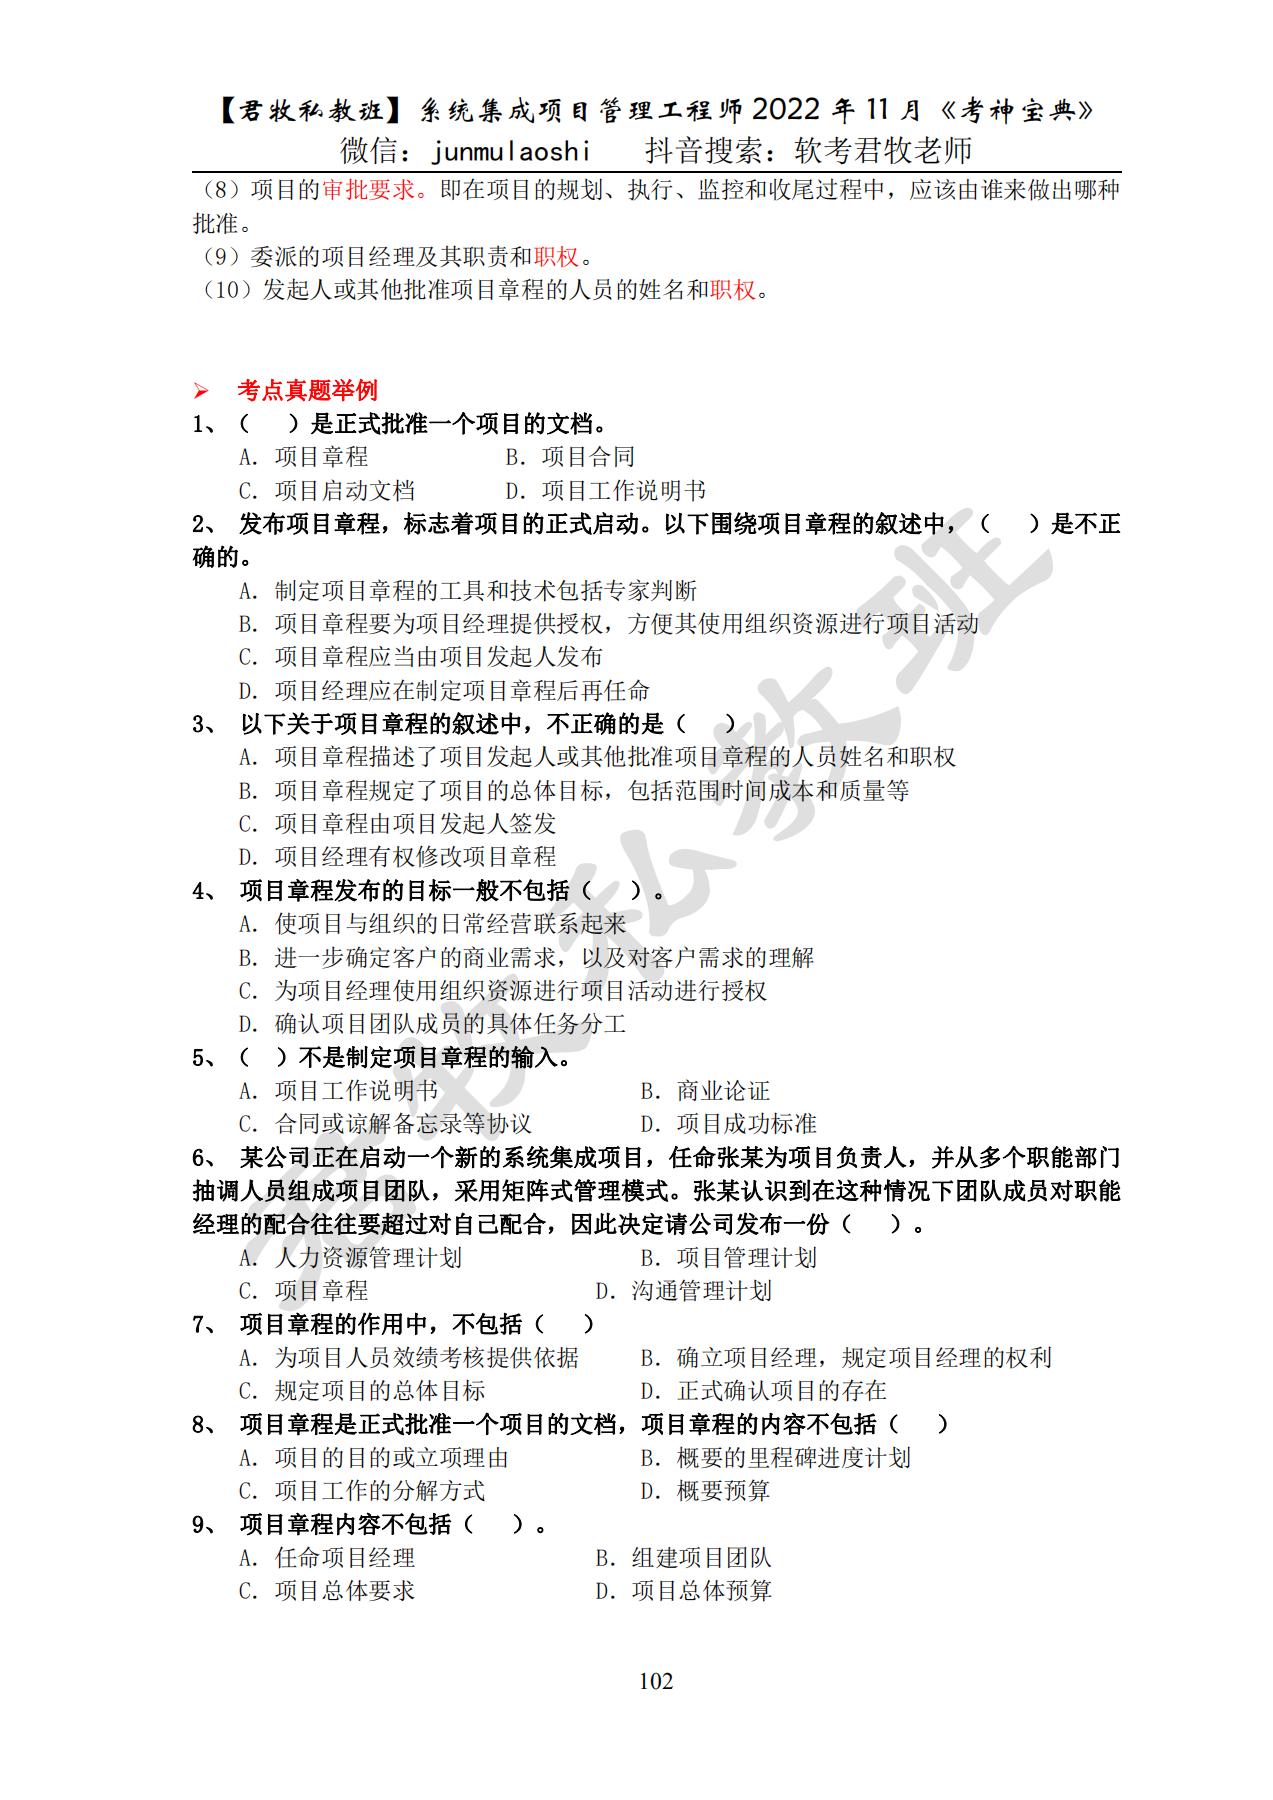 【君牧私教班】系统集成项目管理工程师 2022 年 11 月《考神宝典》
微信：junmulaoshi 抖音搜索：软考君牧老师
（8）项目的审批要求。即在项目的规划、执行、监控和收尾过程中，应该由谁来做出哪种
批准。
（9）委派的项目经理及其职责和职权。
（10）发起人或其他批准项目章程的人员的姓名和职权。
➢ 考点真题举例
1、（ ）是正式批准一个项目的文档。
A．项目章程 B．项目合同
C．项目启动文档 D．项目工作说明书
2、 发布项目章程，标志着项目的正式启动。以下围绕项目章程的叙述中，（ ）是不正
确的。
A．制定项目章程的工具和技术包括专家判断
B．项目章程要为项目经理提供授权，方便其使用组织资源进行项目活动
C．项目章程应当由项目发起人发布
D．项目经理应在制定项目章程后再任命
3、 以下关于项目章程的叙述中，不正确的是（ ）
A．项目章程描述了项目发起人或其他批准项目章程的人员姓名和职权
B．项目章程规定了项目的总体目标，包括范围时间成本和质量等
C．项目章程由项目发起人签发
D．项目经理有权修改项目章程
4、 项目章程发布的目标一般不包括（ ）。
A．使项目与组织的日常经营联系起来
B．进一步确定客户的商业需求，以及对客户需求的理解
C．为项目经理使用组织资源进行项目活动进行授权
D．确认项目团队成员的具体任务分工
5、（ ）不是制定项目章程的输入。
A．项目工作说明书 B．商业论证
C．合同或谅解备忘录等协议 D．项目成功标准
6、 某公司正在启动一个新的系统集成项目，任命张某为项目负责人，并从多个职能部门
抽调人员组成项目团队，采用矩阵式管理模式。张某认识到在这种情况下团队成员对职能
经理的配合往往要超过对自己配合，因此决定请公司发布一份（ ）。
A．人力资源管理计划 B．项目管理计划
C．项目章程 D．沟通管理计划
7、 项目章程的作用中，不包括（ ）
A．为项目人员效绩考核提供依据 B．确立项目经理，规定项目经理的权利
C．规定项目的总体目标 D．正式确认项目的存在
8、 项目章程是正式批准一个项目的文档，项目章程的内容不包括（ ）
A．项目的目的或立项理由 B．概要的里程碑进度计划
C．项目工作的分解方式 D．概要预算
9、 项目章程内容不包括（ ）。
A．任命项目经理 B．组建项目团队
C．项目总体要求 D．项目总体预算
102
君牧私教班